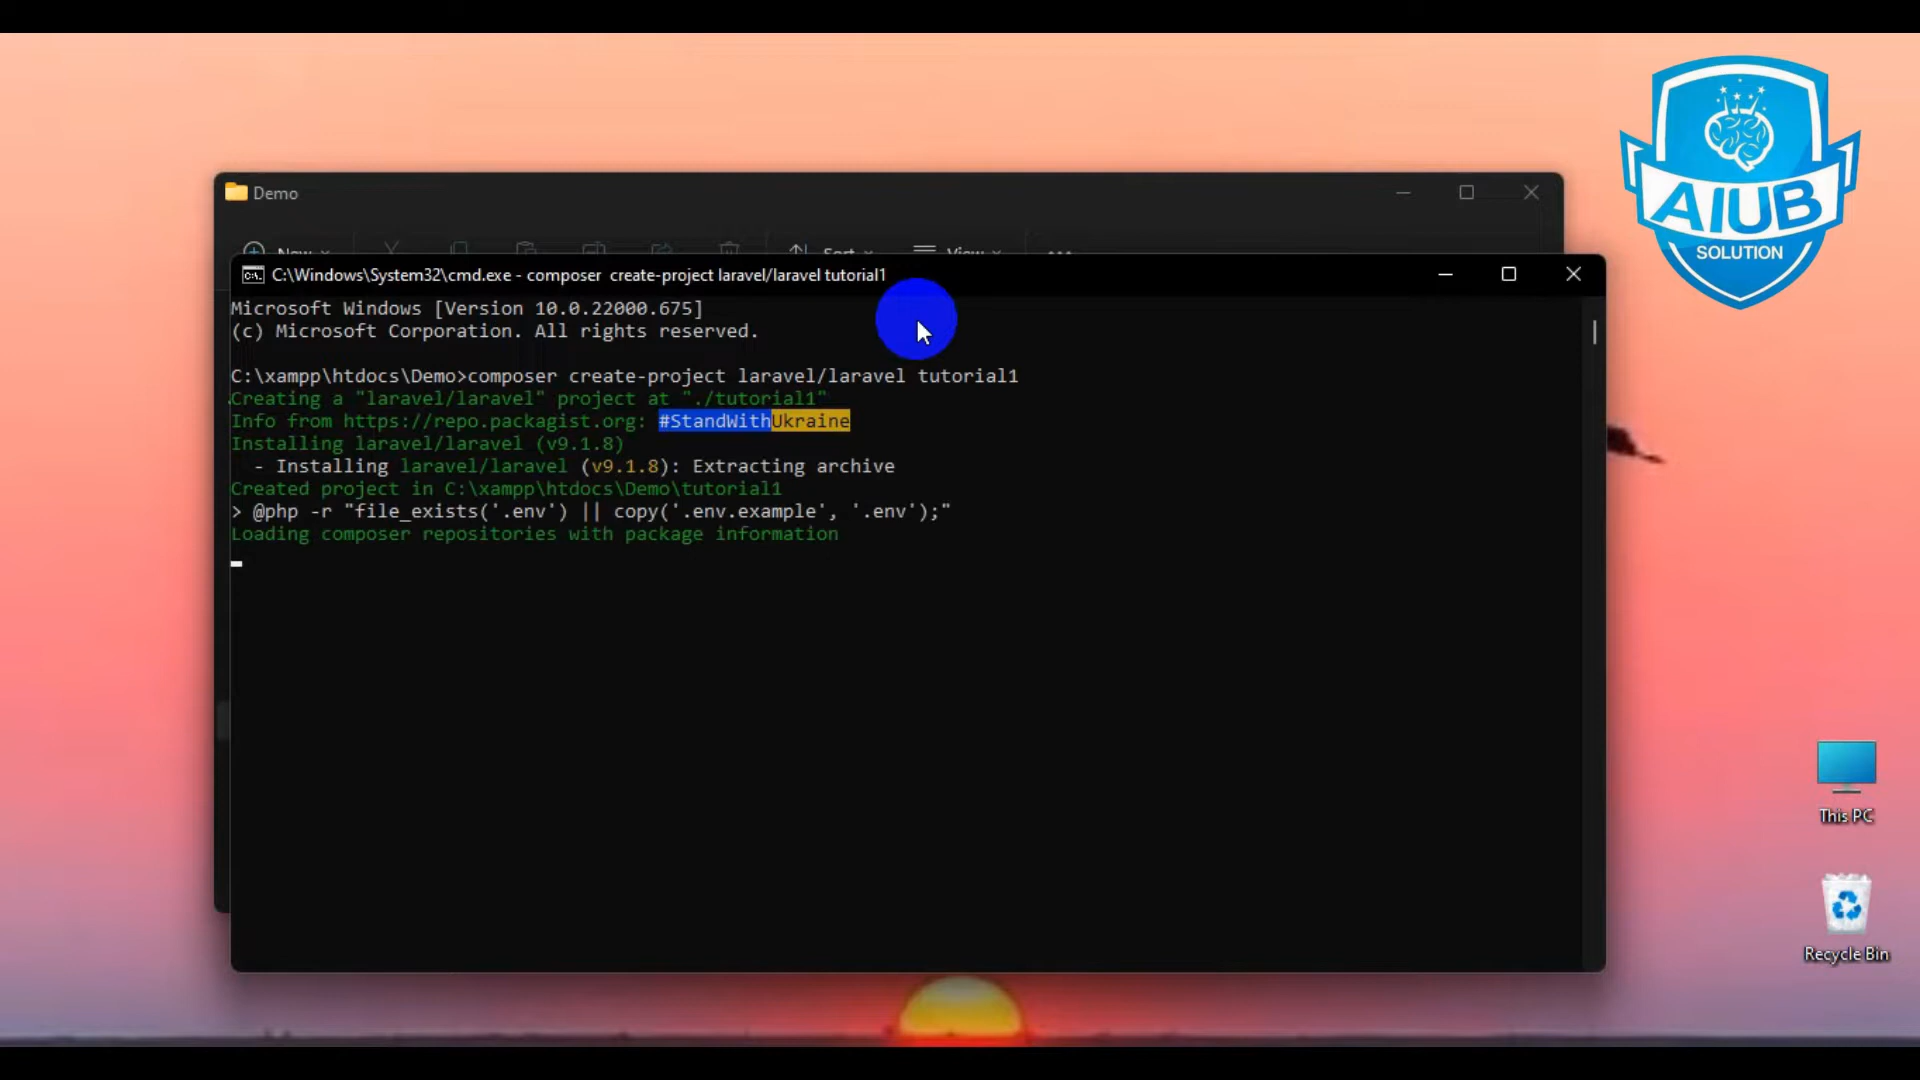 AIUB
SOLUTION
Demo
New
Sort
View
C:\Windows\System32\cmd.exe - composer  create-project laravel/laravel tutorial1
Microsoft Windows [Version 10.0.22000.675]
(c) Microsoft Corporation. All rights reserved.
C:\xampp\htdocs\Demo>composer create-project laravel/laravel tutorial1
Creating a "laravel/laravel" project at "./tutorial1"
Info from https://repo.packagist.org: #StandWithUkraine
Installing laravel/laravel (v9.1.8)
  - Installing laravel/laravel (v9.1.8): Extracting archive
Created project in C:\xampp\htdocs\Demo\tutorial1
> @php -r "file_exists('.env') || copy('.env.example', '.env');"
Loading composer repositories with package information
This PC
Recycle Bin